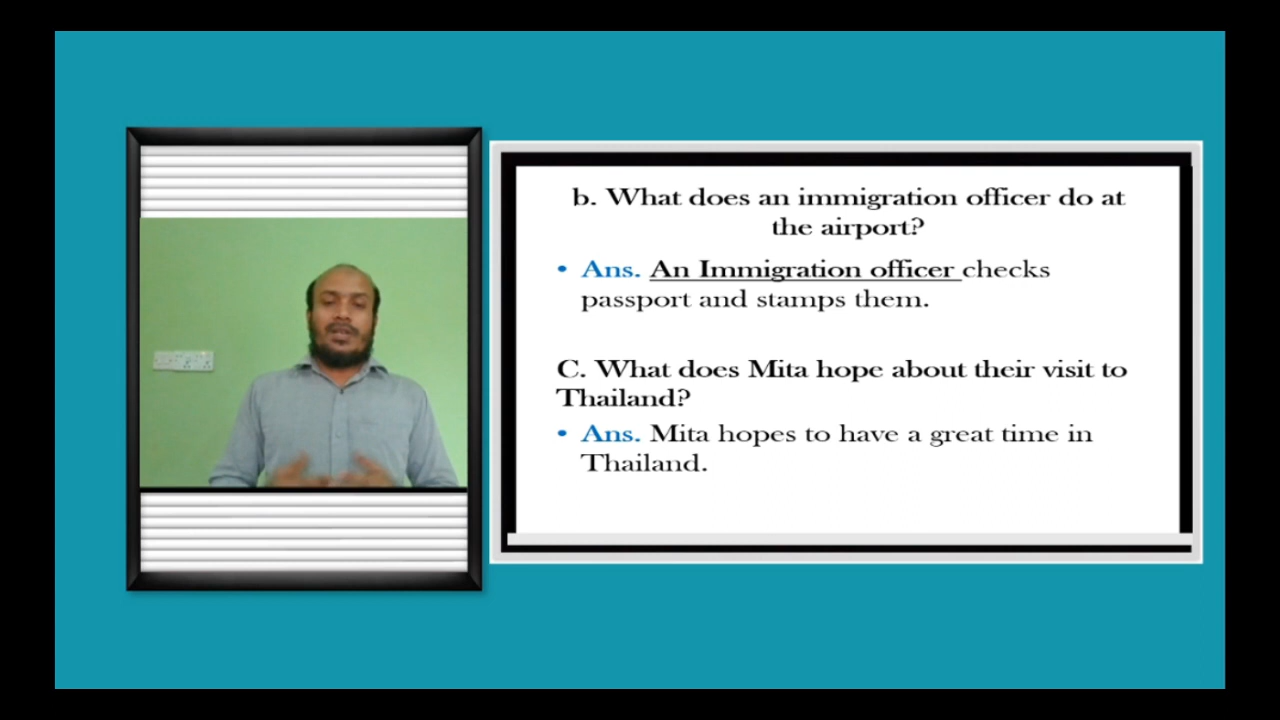 b. What does an immigration officer do at
the airport?
• Ans. An Immigration officer checks
passport and stamps them.
C. What does Mita hope about their visit to
Thailand?
• Ans. Mita hopes to have a great time in
Thailand.